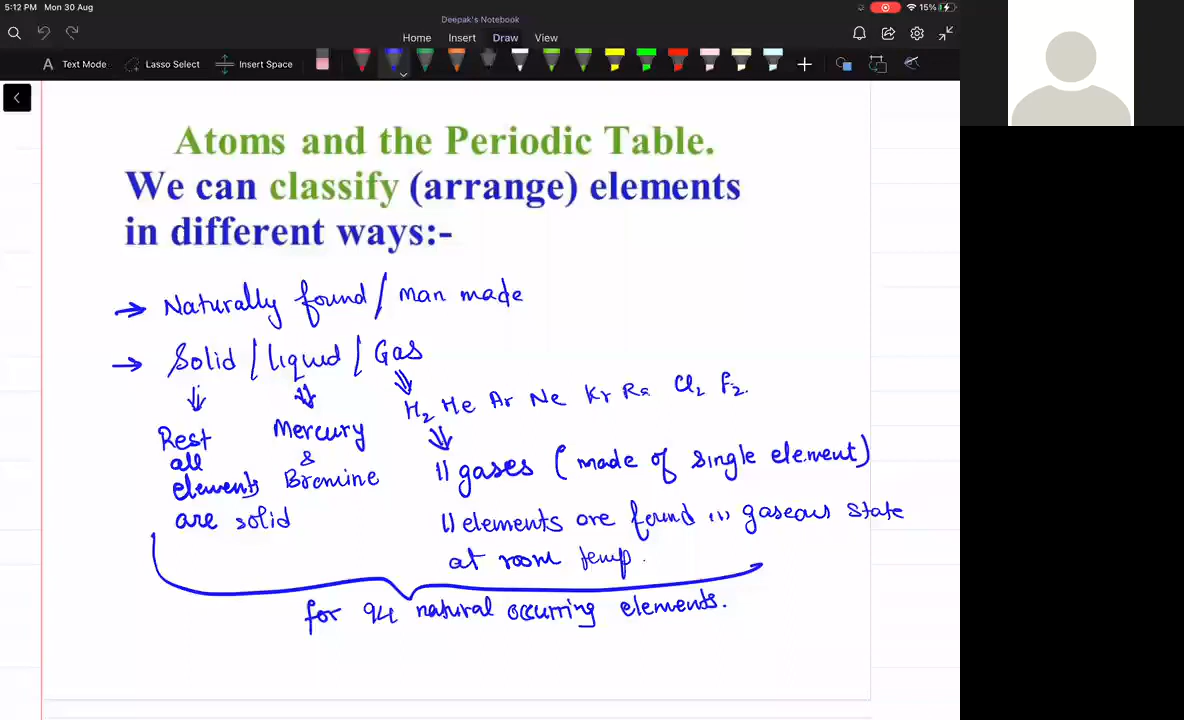 5:12 PM Mon 30 Aug
15%
Deepak's Notebook
Home Insert Draw View
A Text Mode Lasso Select Insert Space
Atoms and the Periodic Table.
We can classify (arrange) elements
in different ways:-
→ Naturally found / man made
→ Solid / Liquid / Gas
H₂ He Ar Ne Kr Ra Cl₂ F₂.
Rest
all
elements
are solid
Mercury
&
Bromine
11 gases (made of single element)
11 elements are found in gaseous state
at room temp.
for 94 natural occurring elements.